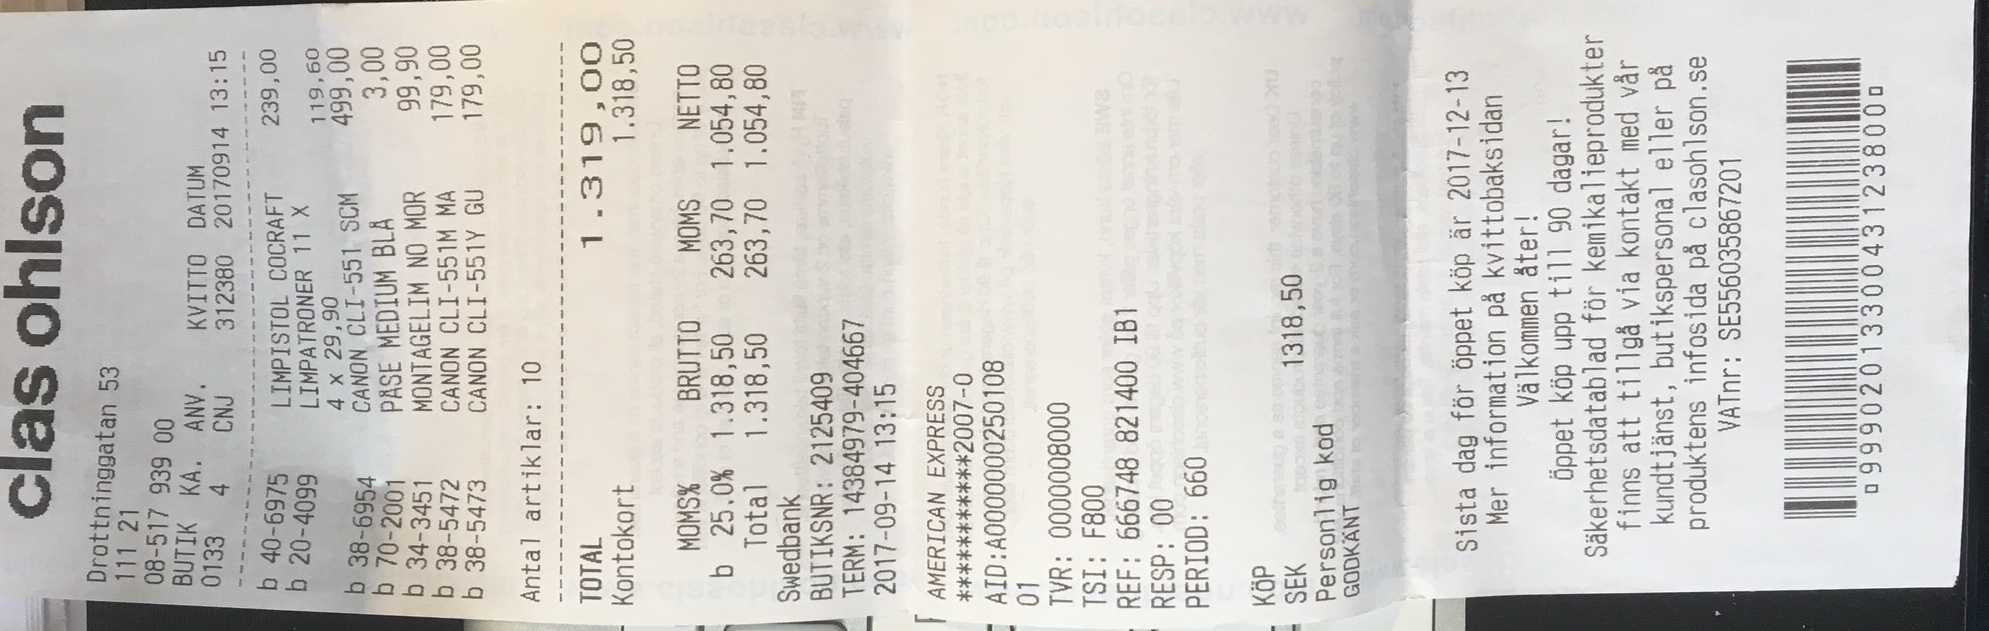 clas ohlson
Drottninggatan 53
111 21
08-517 939 00
BUTIK KA. ANV. KVITTO DATUM
0133 4 CNJ 312380 20170914 13:15
b 40-6975 LIMPISTOL COCRAFT 239,00
b 20-4099 LIMPATRONER 11 X
4 x 29,90 119,60
b 38-6954 CANON CLI-551 SCM 499,00
b 70-2001 PÅSE MEDIUM BLÅ 3,00
b 34-3451 MONTAGELIM NO MOR 99,90
b 38-5472 CANON CLI-551M MA 179,00
b 38-5473 CANON CLI-551Y GU 179,00
Antal artiklar: 10
TOTAL 1.319,00
Kontokort 1.318,50
MOMS% BRUTTO MOMS NETTO
b 25.0% 1.318,50 263,70 1.054,80
Total 1.318,50 263,70 1.054,80
Swedbank
BUTIKSNR: 2125409
TERM: 14384979-404667
2017-09-14 13:15
AMERICAN EXPRESS
***********2007-0
AID:A0000000250108
01
TVR: 0000008000
TSI: F800
REF: 666748 821400 IB1
RESP: 00
PERIOD: 660
KÖP
SEK 1318,50
Personlig kod
GODKÄNT
Sista dag för öppet köp är 2017-12-13
Mer information på kvittobaksidan
Välkommen åter!
Öppet köp upp till 90 dagar!
Säkerhetsdatablad för kemikalieprodukter
finns att tillgå via kontakt med vår
kundtjänst, butikspersonal eller på
produktens infosida på clasohlson.se
VATnr: SE556035867201
¤9990201330043123800¤